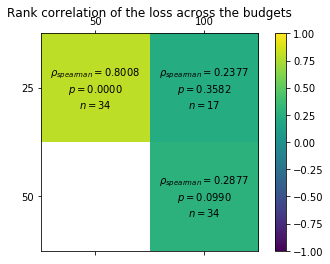 Rank correlation of the loss across the budgets
50 100
25
50
ρspearman = 0.8008
p = 0.0000
n = 34
ρspearman = 0.2377
p = 0.3582
n = 17
ρspearman = 0.2877
p = 0.0990
n = 34
1.00
0.75
0.50
0.25
0.00
−0.25
−0.50
−0.75
−1.00